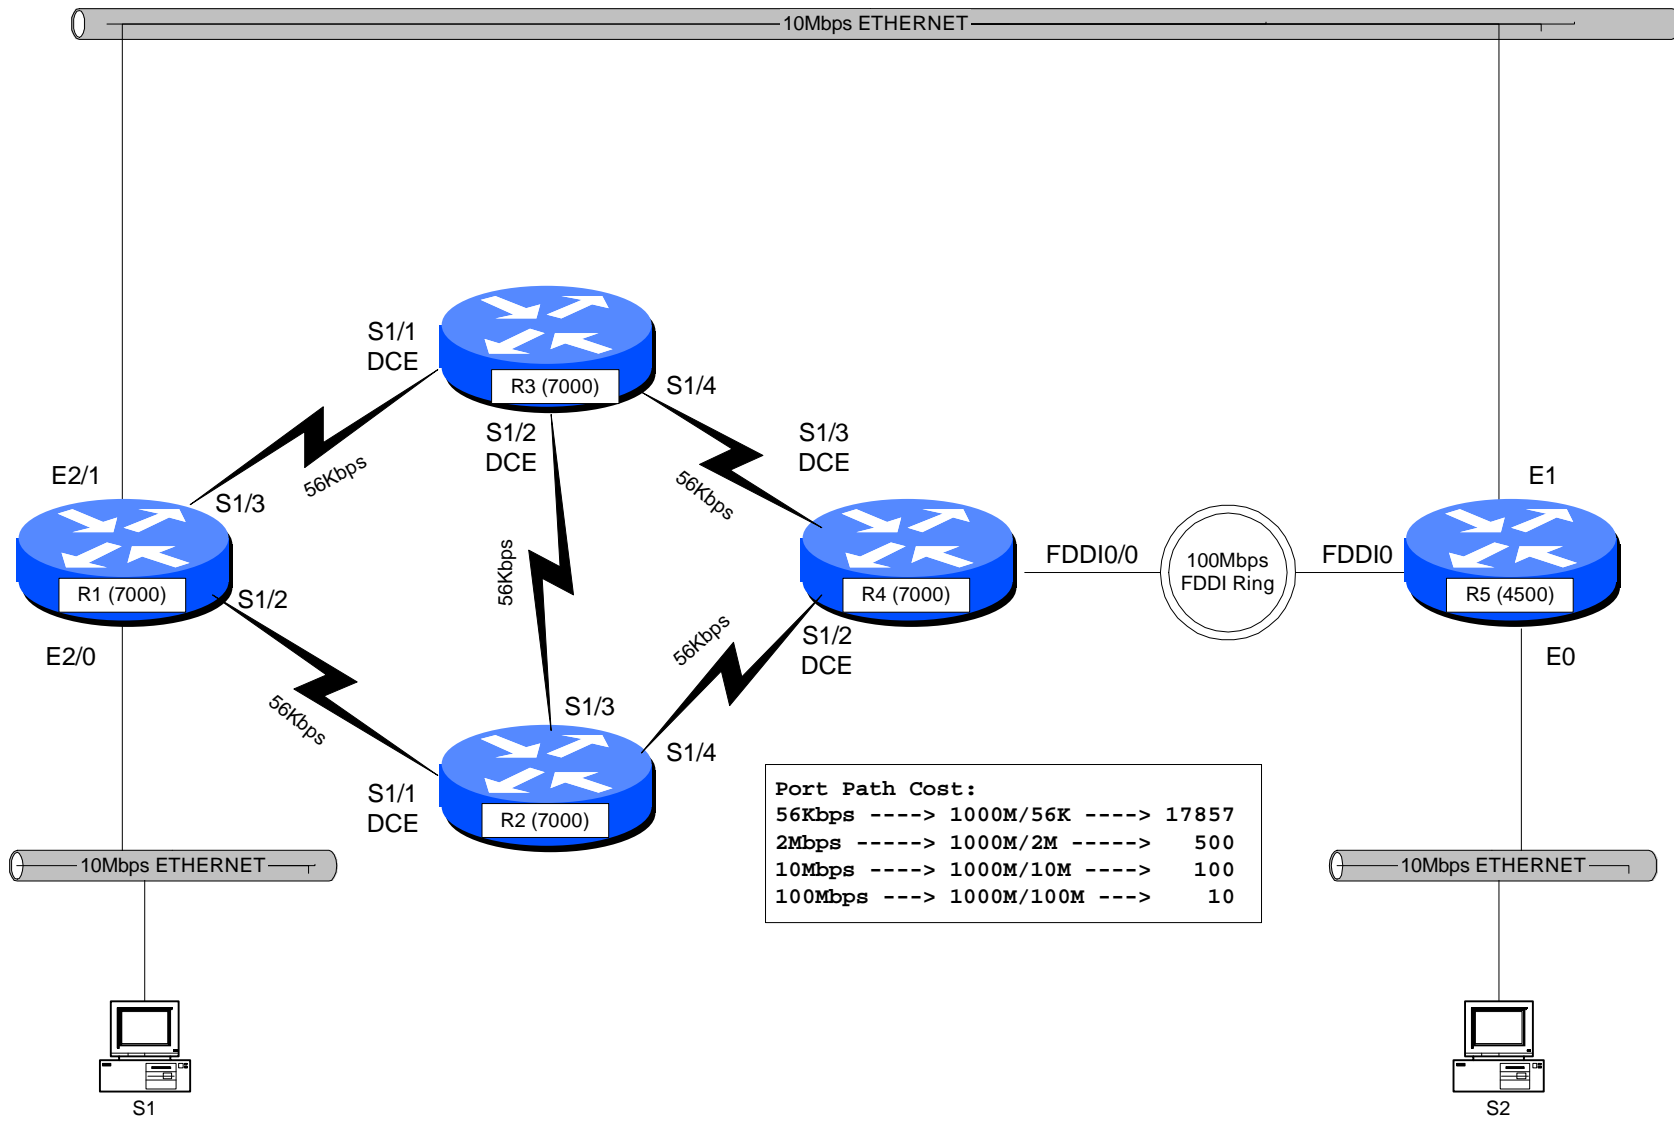 10Mbps ETHERNET
S1/1
DCE
R3 (7000)
S1/4
S1/2
DCE
S1/3
DCE
56Kbps
56Kbps
E2/1
S1/3
E1
R1 (7000)
S1/2
E2/0
56Kbps
R4 (7000)
FDDI0/0
100Mbps
FDDI Ring
FDDI0
R5 (4500)
S1/2
DCE
E0
56Kbps
56Kbps
S1/3
S1/4
S1/1
DCE
R2 (7000)
Port Path Cost:
56Kbps ----> 1000M/56K ----> 17857
2Mbps -----> 1000M/2M -----> 500
10Mbps ----> 1000M/10M ----> 100
100Mbps ---> 1000M/100M ---> 10
10Mbps ETHERNET
10Mbps ETHERNET
S1
S2